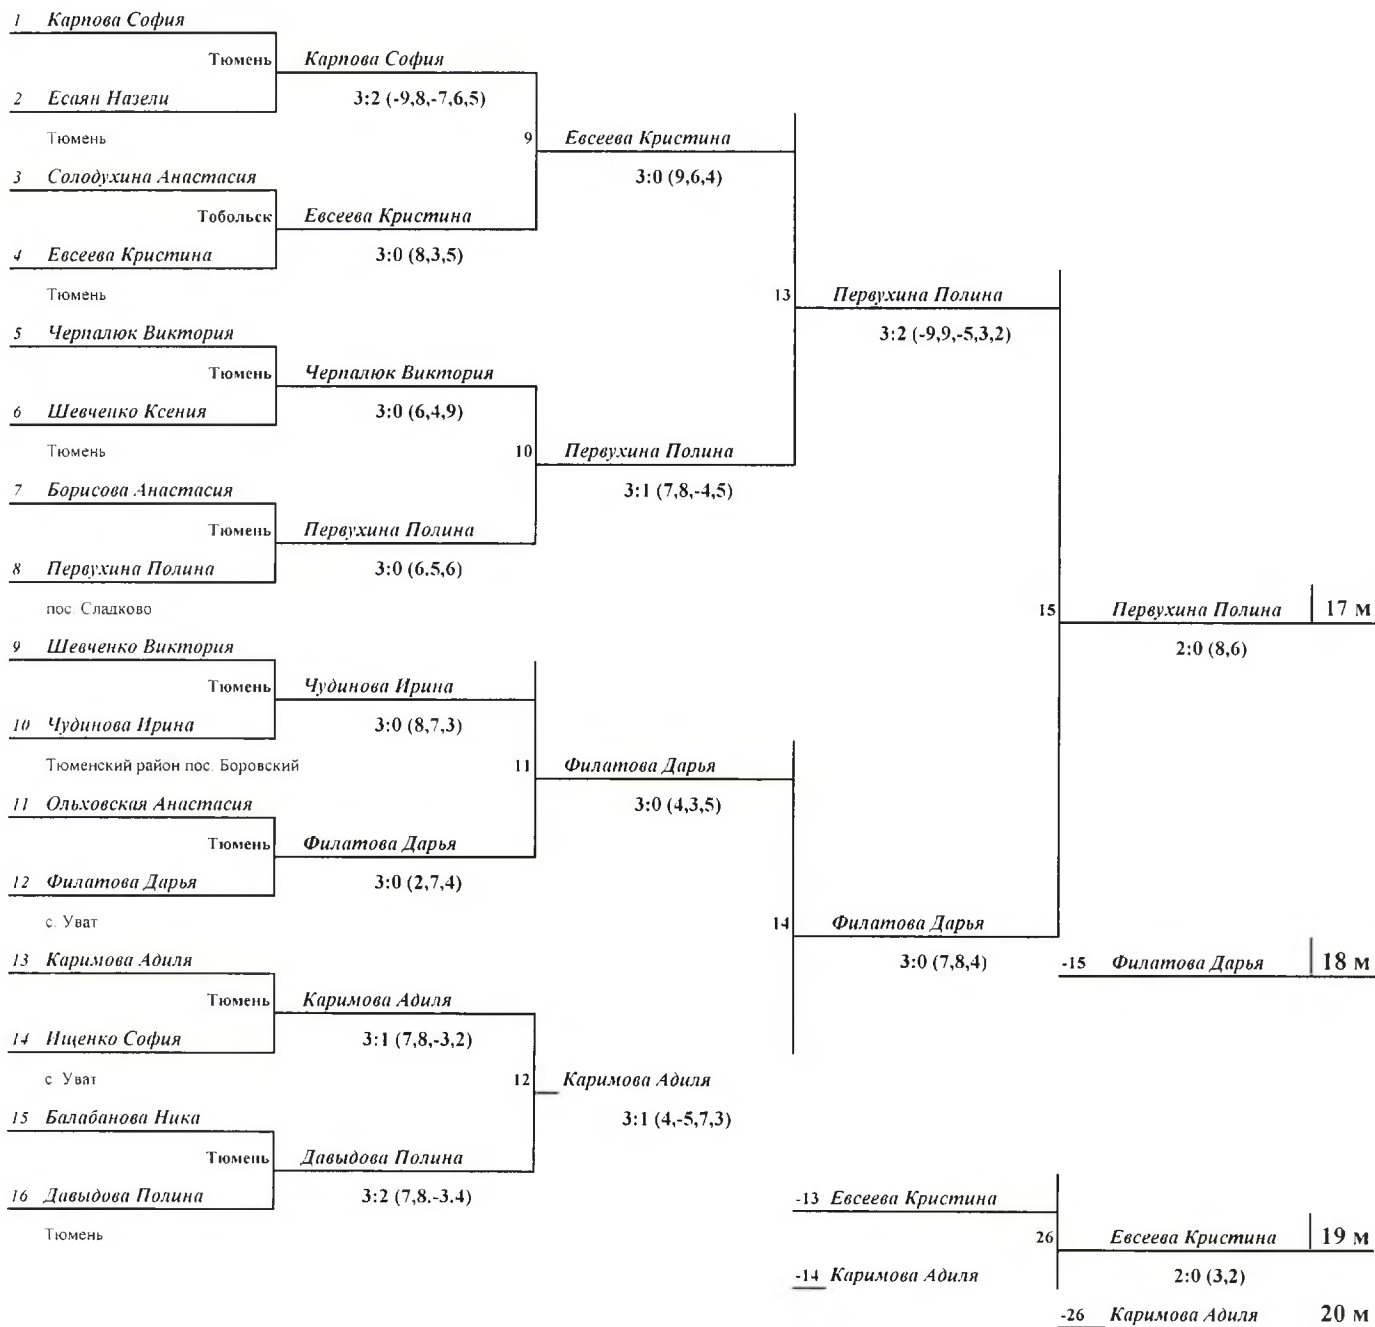 1 Карпова София
Тюмень Карпова София
2 Есаян Назели 3:2 (-9,8,-7,6,5)
Тюмень 9 Евсеева Кристина
3 Солодухина Анастасия 3:0 (9,6,4)
Тобольск Евсеева Кристина
4 Евсеева Кристина 3:0 (8,3,5)
Тюмень 13 Первухина Полина
5 Черпалюк Виктория 3:2 (-9,9,-5,3,2)
Тюмень Черпалюк Виктория
6 Шевченко Ксения 3:0 (6,4,9)
Тюмень 10 Первухина Полина
7 Борисова Анастасия 3:1 (7,8,-4,5)
Тюмень Первухина Полина
8 Первухина Полина 3:0 (6.5,6)
пос. Сладково 15 Первухина Полина 17 м
9 Шевченко Виктория 2:0 (8,6)
Тюмень Чудинова Ирина
10 Чудинова Ирина 3:0 (8,7,3)
Тюменский район пос. Боровский 11 Филатова Дарья
11 Ольховская Анастасия 3:0 (4,3,5)
Тюмень Филатова Дарья
12 Филатова Дарья 3:0 (2,7,4)
с. Уват 14 Филатова Дарья
13 Каримова Адиля 3:0 (7,8,4) -15 Филатова Дарья 18 м
Тюмень Каримова Адиля
14 Ищенко София 3:1 (7,8,-3,2)
с Уват 12 Каримова Адиля
15 Балабанова Ника 3:1 (4,-5,7,3)
Тюмень Давыдова Полина
16 Давыдова Полина 3:2 (7,8.-3.4) -13 Евсеева Кристина
Тюмень 26 Евсеева Кристина 19 м
-14 Каримова Адиля 2:0 (3,2)
-26 Каримова Адиля 20 м